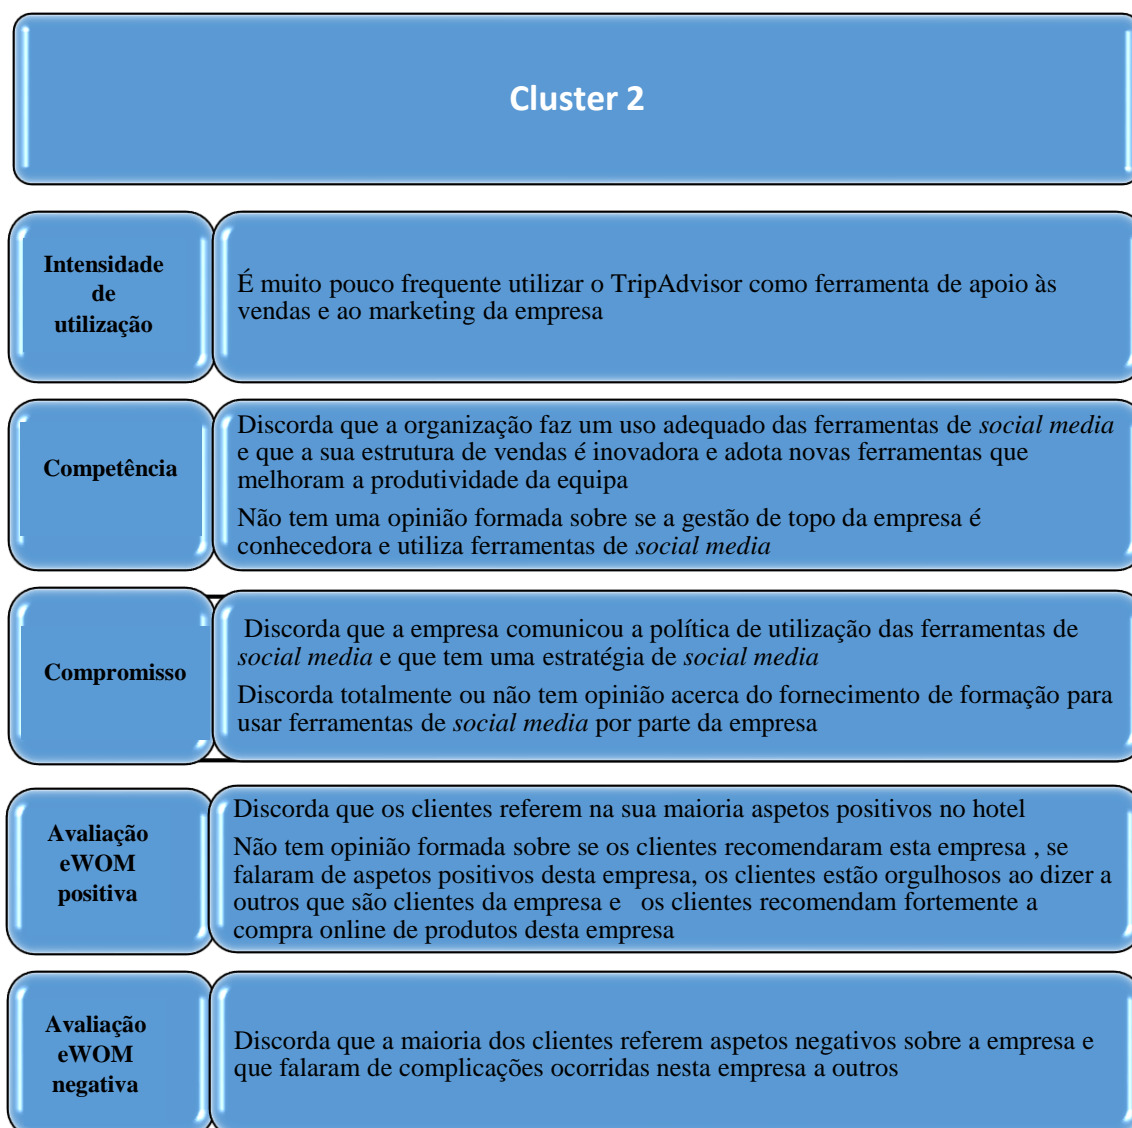 Cluster 2
Intensidade
de
utilização
É muito pouco frequente utilizar o TripAdvisor como ferramenta de apoio às
vendas e ao marketing da empresa
Competência
Discorda que a organização faz um uso adequado das ferramentas de social media
e que a sua estrutura de vendas é inovadora e adota novas ferramentas que
melhoram a produtividade da equipa
Não tem uma opinião formada sobre se a gestão de topo da empresa é
conhecedora e utiliza ferramentas de social media
Compromisso
Discorda que a empresa comunicou a política de utilização das ferramentas de
social media e que tem uma estratégia de social media
Discorda totalmente ou não tem opinião acerca do fornecimento de formação para
usar ferramentas de social media por parte da empresa
Avaliação
eWOM
positiva
Discorda que os clientes referem na sua maioria aspetos positivos no hotel
Não tem opinião formada sobre se os clientes recomendaram esta empresa , se
falaram de aspetos positivos desta empresa, os clientes estão orgulhosos ao dizer a
outros que são clientes da empresa e os clientes recomendam fortemente a
compra online de produtos desta empresa
Avaliação
eWOM
negativa
Discorda que a maioria dos clientes referem aspetos negativos sobre a empresa e
que falaram de complicações ocorridas nesta empresa a outros